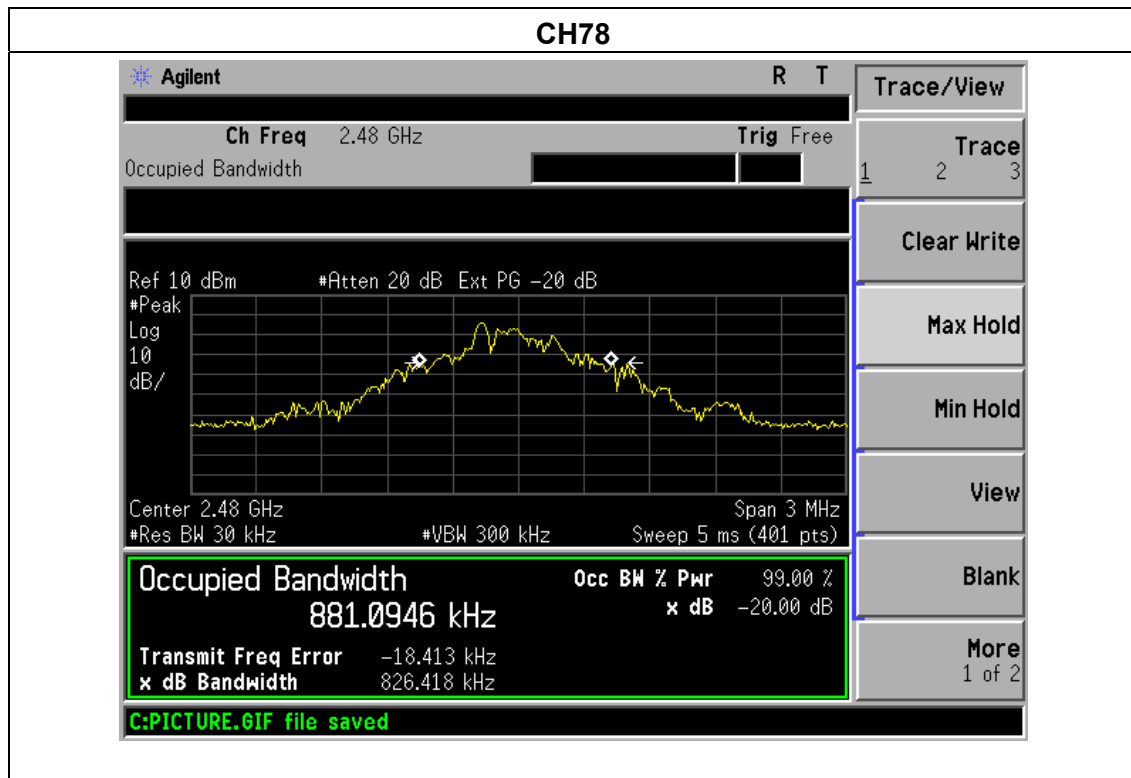 CH78
Agilent R T
Trace/View
Ch Freq 2.48 GHz Trig Free
Occupied Bandwidth
Trace
1 2 3
Clear Write
Ref 10 dBm #Atten 20 dB Ext PG -20 dB
#Peak
Log
10
dB/
Max Hold
Min Hold
View
Center 2.48 GHz Span 3 MHz
#Res BW 30 kHz #VBW 300 kHz Sweep 5 ms (401 pts)
Occupied Bandwidth Occ BW % Pwr 99.00 %
881.0946 kHz x dB -20.00 dB
Blank
Transmit Freq Error -18.413 kHz
x dB Bandwidth 826.418 kHz
More
1 of 2
C:PICTURE.GIF file saved